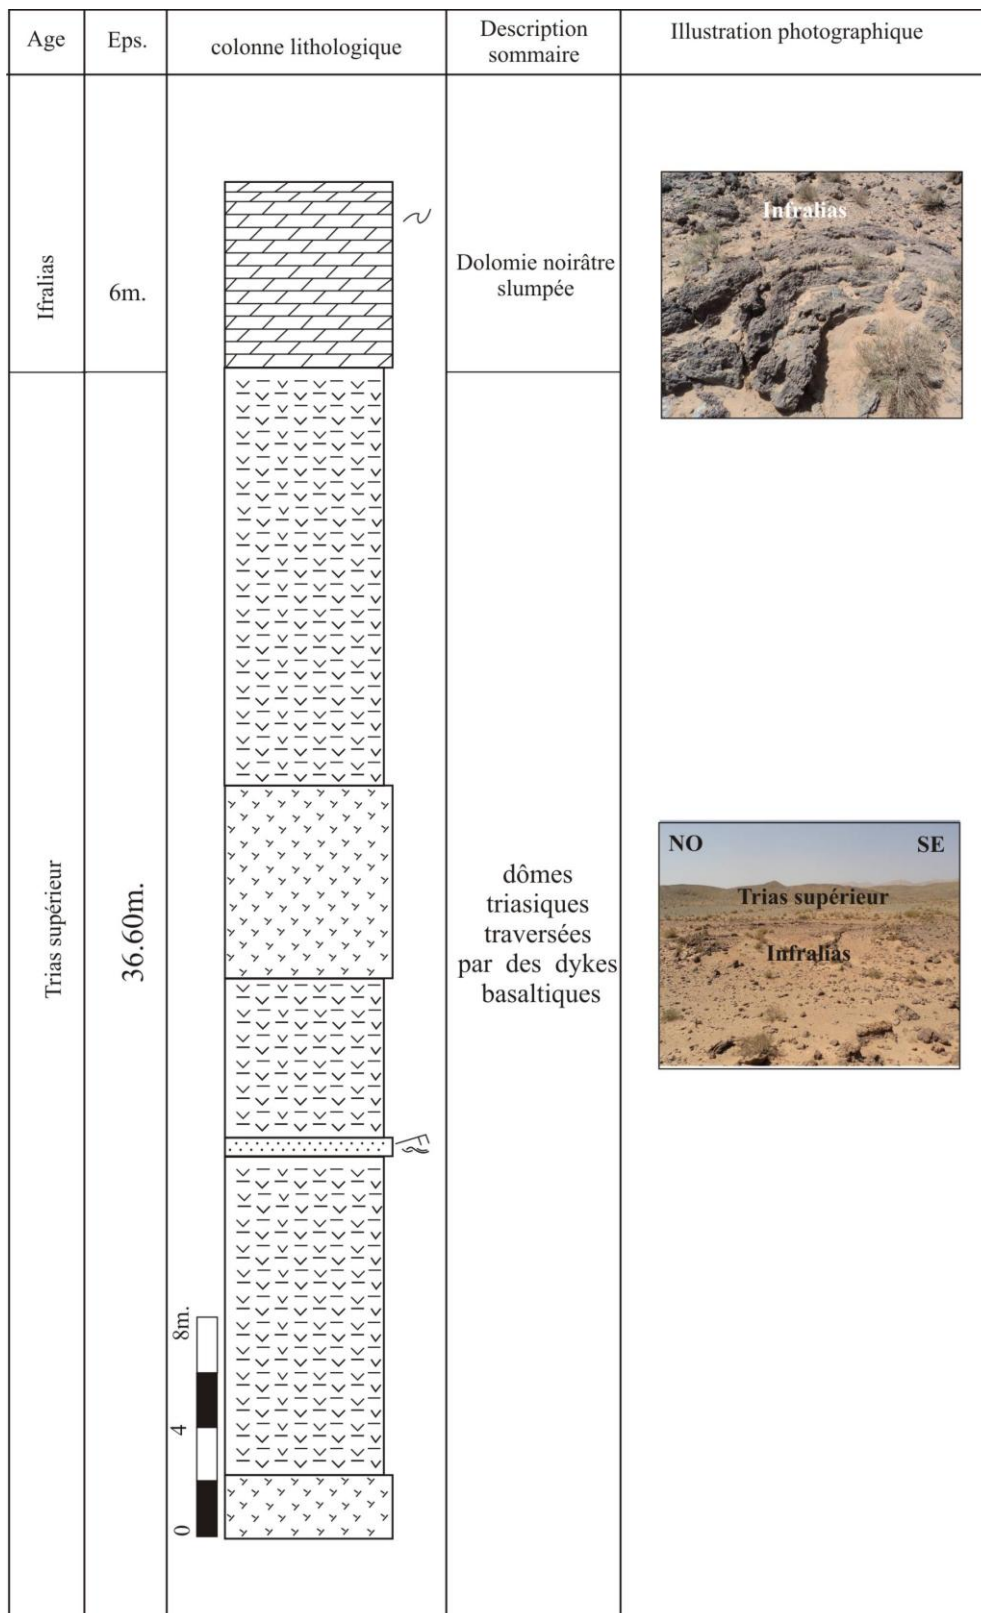 Age
Eps.
colonne lithologique
Description
sommaire
Illustration photographique
Ifralias
6m.
Dolomie noirâtre
slumpée
Infralias
Trias supérieur
36.60m.
dômes
triasiques
traversées
par des dykes
basaltiques
NO
SE
Trias supérieur
Infralias
8m.
4
0